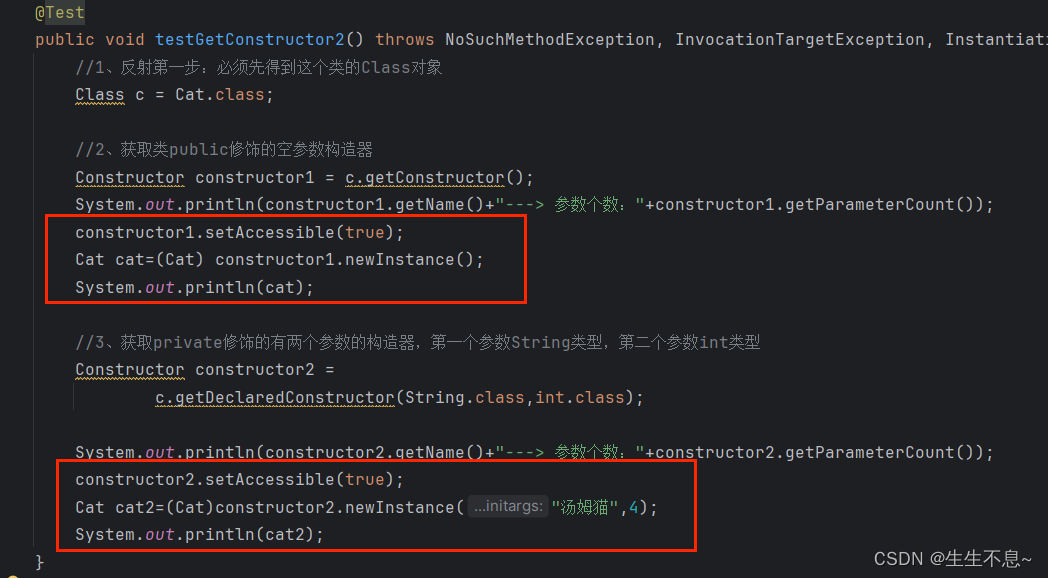 @Test
public void testGetConstructor2() throws NoSuchMethodException, InvocationTargetException, Instantiati
//1、反射第一步：必须先得到这个类的Class对象
Class c = Cat.class;
//2、获取类public修饰的空参数构造器
Constructor constructor1 = c.getConstructor();
System.out.println(constructor1.getName()+"---> 参数个数："+constructor1.getParameterCount());
constructor1.setAccessible(true);
Cat cat=(Cat) constructor1.newInstance();
System.out.println(cat);
//3、获取private修饰的有两个参数的构造器，第一个参数String类型，第二个参数int类型
Constructor constructor2 =
c.getDeclaredConstructor(String.class,int.class);
System.out.println(constructor2.getName()+"---> 参数个数："+constructor2.getParameterCount());
constructor2.setAccessible(true);
Cat cat2=(Cat)constructor2.newInstance( ...initargs: "汤姆猫",4);
System.out.println(cat2);
}
CSDN @生生不息~